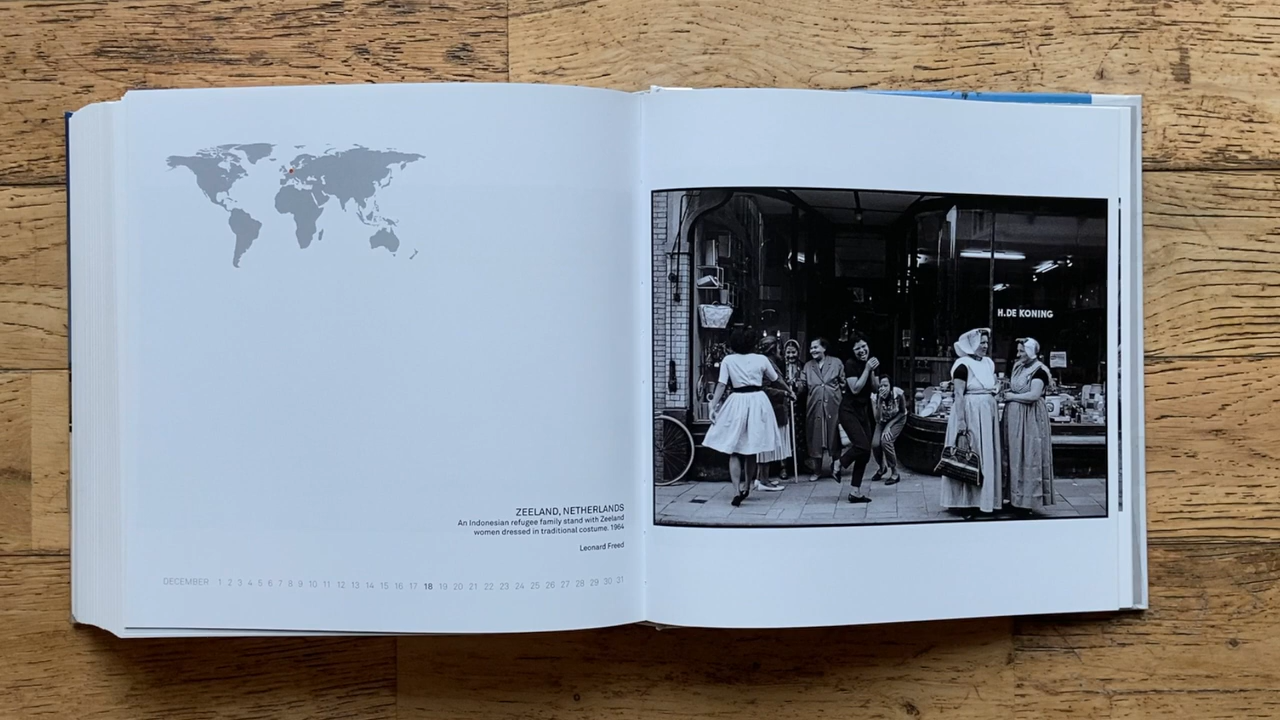 ZEELAND, NETHERLANDS
An Indonesian refugee family stand with Zeeland
women dressed in traditional costume. 1964
Leonard Freed
DECEMBER 1 2 3 4 5 6 7 8 9 10 11 12 13 14 15 16 17 18 19 20 21 22 23 24 25 26 27 28 29 30 31
H.DE KONING